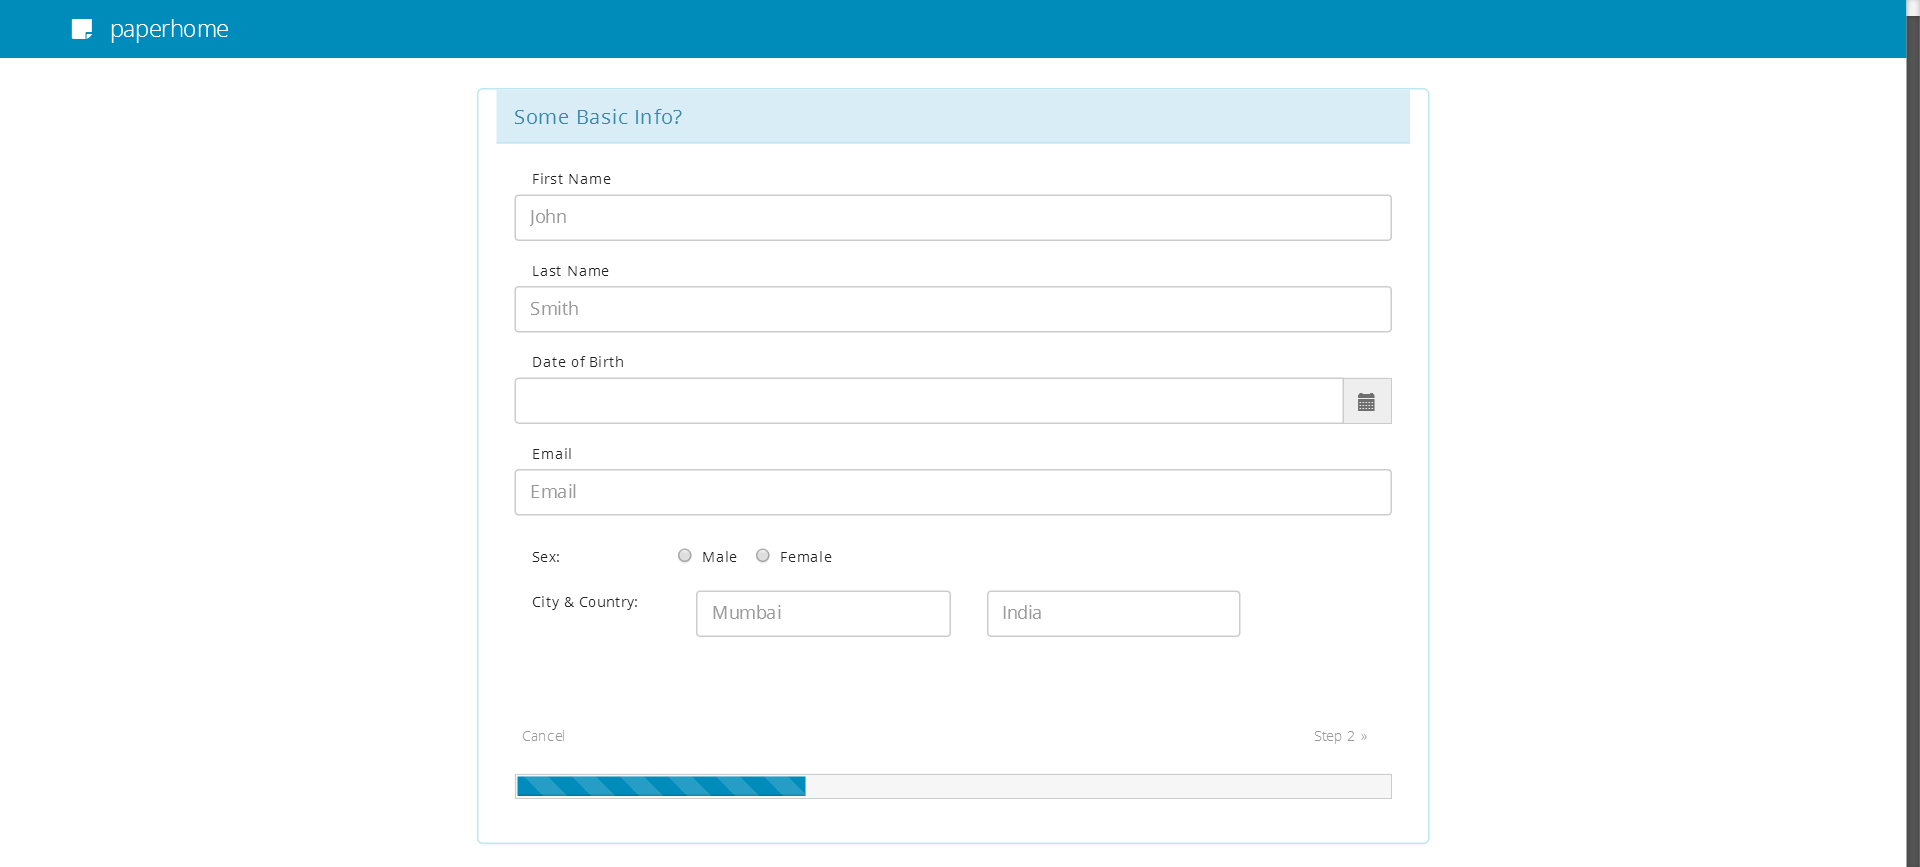 paperhome
Some Basic Info?
First Name
John
Last Name
Smith
Date of Birth
Email
Email
Sex: Male Female
City & Country: Mumbai India
Cancel Step 2 »